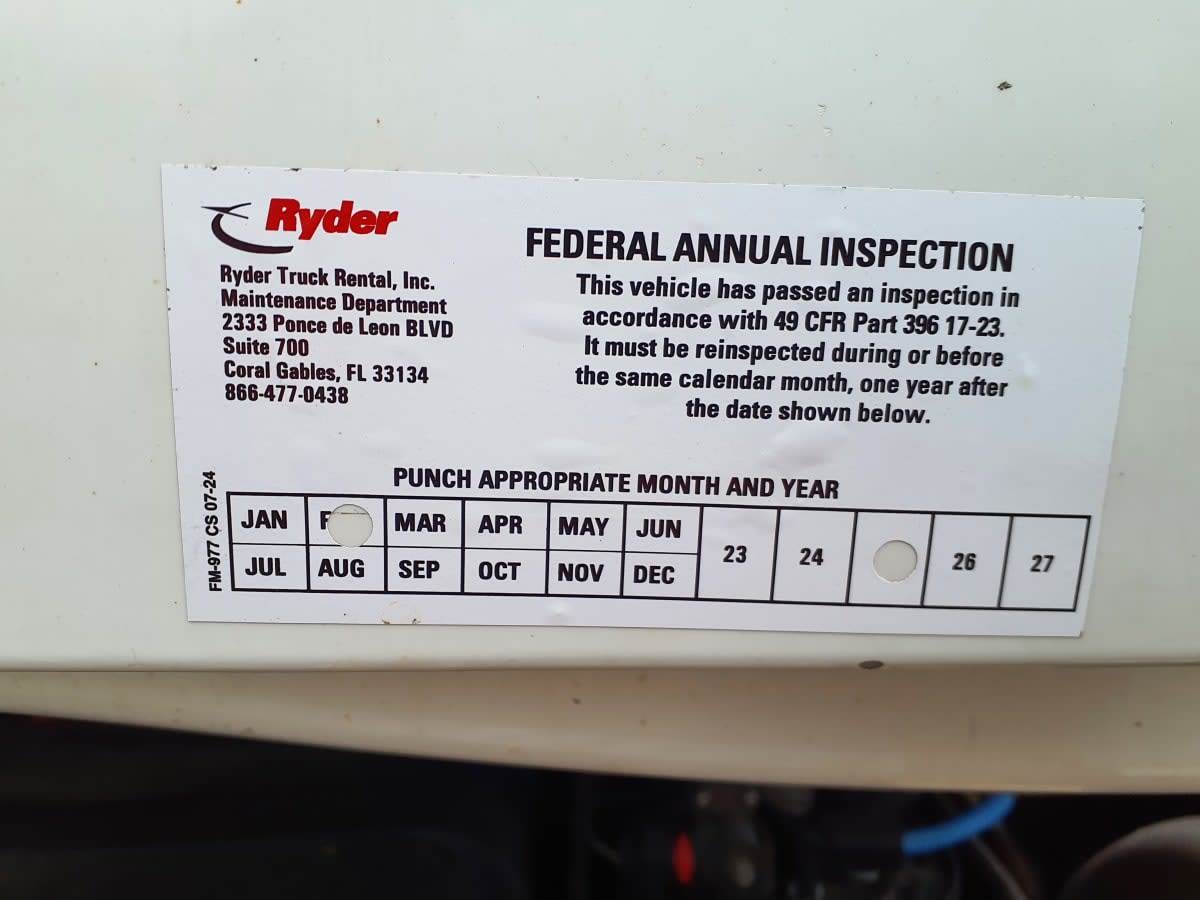 Ryder
Ryder Truck Rental, Inc.
Maintenance Department
2333 Ponce de Leon BLVD
Suite 700
Coral Gables, FL 33134
866-477-0438
FEDERAL ANNUAL INSPECTION
This vehicle has passed an inspection in
accordance with 49 CFR Part 396 17-23.
It must be reinspected during or before
the same calendar month, one year after
the date shown below.
FM-977 CS 07-24
PUNCH APPROPRIATE MONTH AND YEAR
JAN F MAR APR MAY JUN
JUL AUG SEP OCT NOV DEC
23 24 26 27